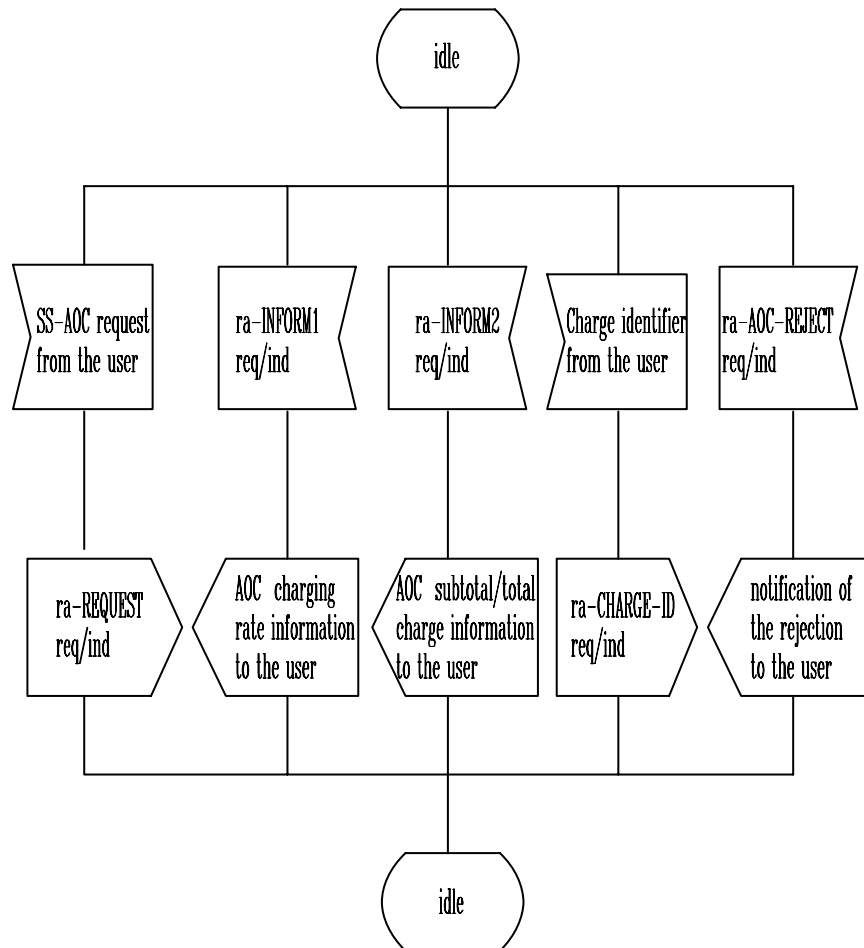 idle
SS-AOC request
from the user
ra-INFORM1
req/ind
ra-INFORM2
req/ind
Charge identifier
from the user
ra-AOC-REJECT
req/ind
ra-REQUEST
req/ind
AOC charging
rate information
to the user
AOC subtotal/total
charge information
to the user
ra-CHARGE-ID
req/ind
notification of
the rejection
to the user
idle